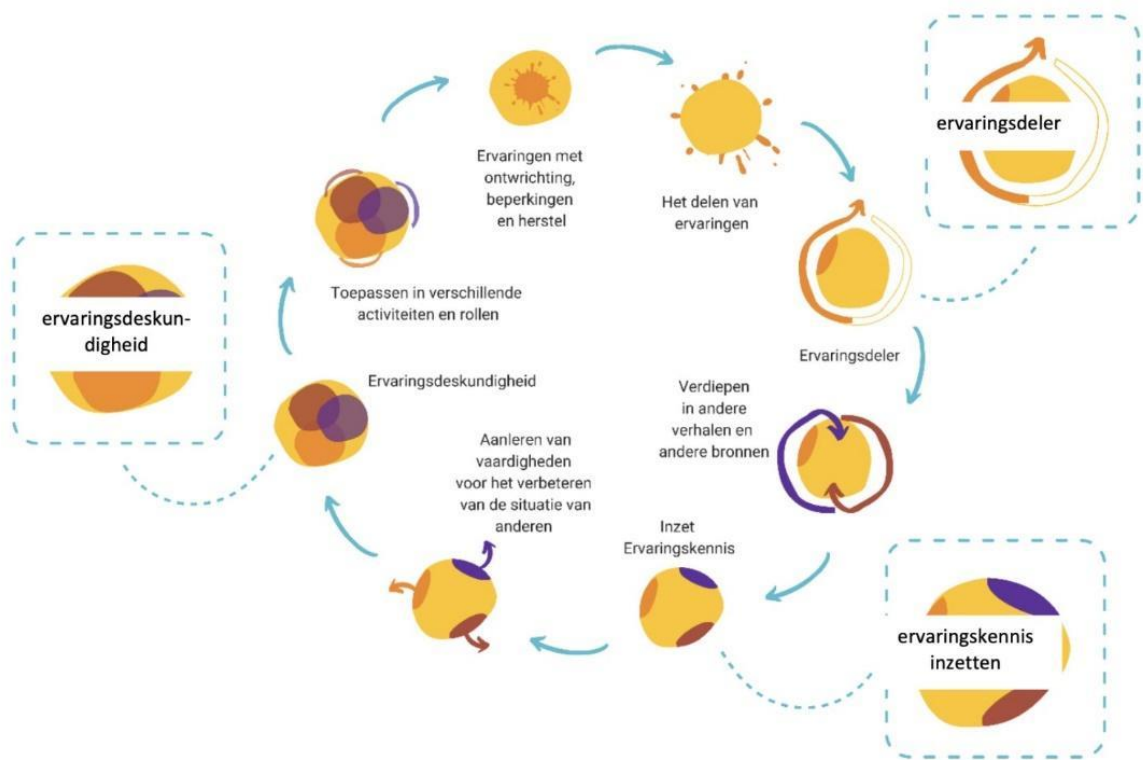 Ervaringen met
ontwrichting,
beperkingen
en herstel
Het delen van
ervaringen
ervaringsdeler
Ervaringsdeler
Verdiepen
in andere
verhalen en
andere bronnen
Inzet
Ervaringskennis
ervaringskennis
inzetten
Aanleren van
vaardigheden
voor het verbeteren
van de situatie van
anderen
Ervaringsdeskundigheid
ervaringsdeskun-
digheid
Toepassen in verschillende
activiteiten en rollen